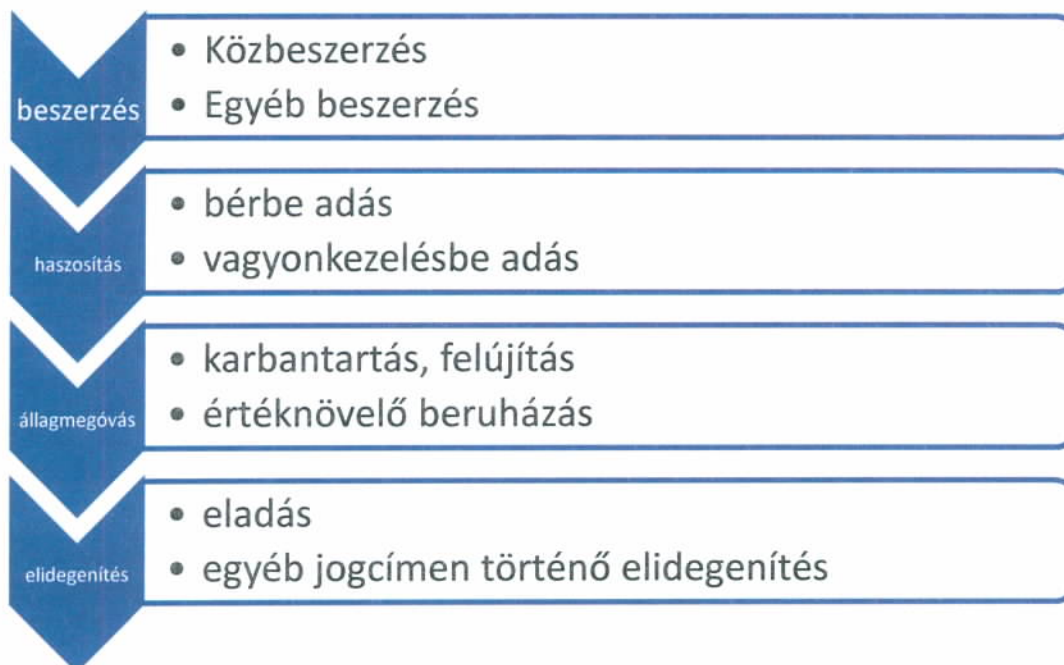 beszerzés
• Közbeszerzés
• Egyéb beszerzés
haszosítás
• bérbe adás
• vagyonkezelésbe adás
állagmegóvás
• karbantartás, felújítás
• értéknövelő beruházás
elidegenítés
• eladás
• egyéb jogcímen történő elidegenítés